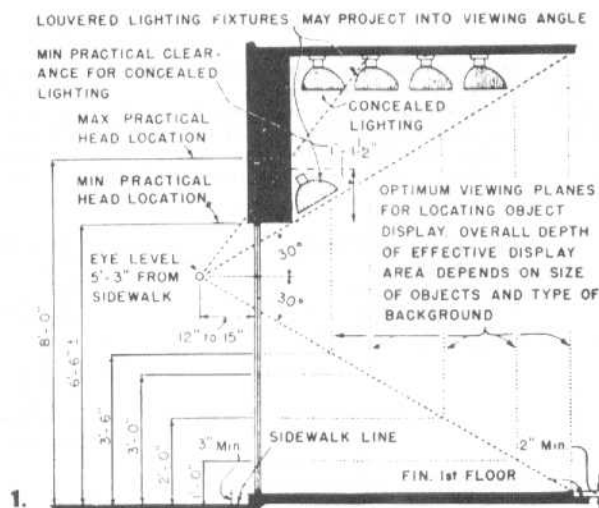 LOUVERED LIGHTING FIXTURES MAY PROJECT INTO VIEWING ANGLE
MIN PRACTICAL CLEAR-
ANCE FOR CONCEALED
LIGHTING
CONCEALED
LIGHTING
MAX PRACTICAL
HEAD LOCATION
1'-2"
MIN PRACTICAL
HEAD LOCATION
OPTIMUM VIEWING PLANES
FOR LOCATING OBJECT
DISPLAY. OVERALL DEPTH
OF EFFECTIVE DISPLAY
AREA DEPENDS ON SIZE
OF OBJECTS AND TYPE OF
BACKGROUND
30°
EYE LEVEL
5'-3" FROM
SIDEWALK
30°
12" to 15"
8'-0"
6'-6" ±
3'-6"
3'-0"
2'-0"
1'-0"
3" Min
SIDEWALK LINE
2" Min
FIN. 1st FLOOR
1.